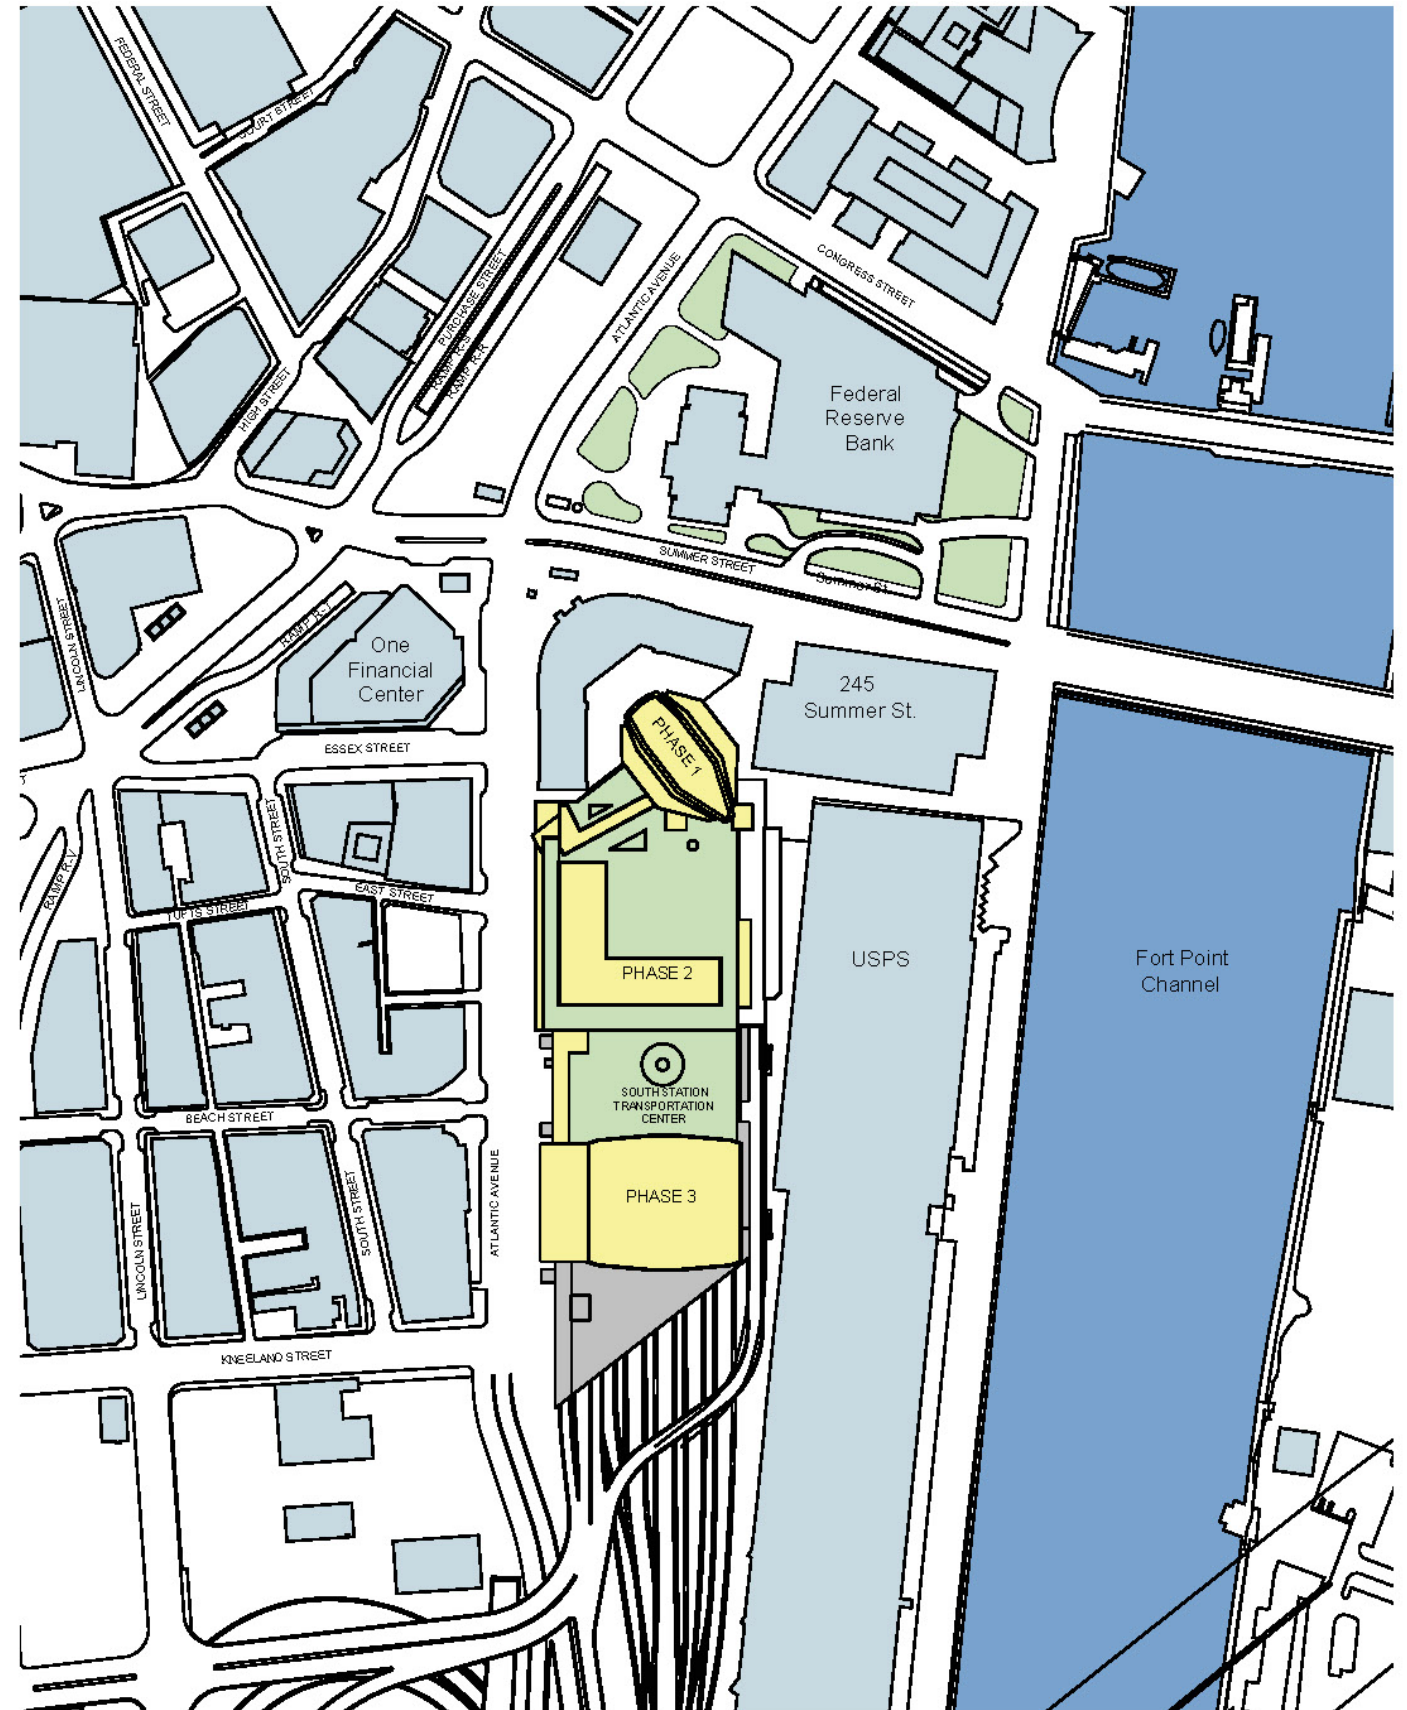 FEDERAL STREET
COURT STREET
CONGRESS STREET
PURCHASE STREET
RAMP R-S
RAMP R-R
ATLANTIC AVENUE
HIGH STREET
Federal
Reserve
Bank
SUMMER STREET
Summer St.
LINCOLN STREET
RAMP R-T
One
Financial
Center
245
Summer St.
ESSEX STREET
PHASE 1
SOUTH STREET
RAMP R-V
EAST STREET
TUFTS STREET
PHASE 2
USPS
Fort Point
Channel
SOUTH STATION
TRANSPORTATION
CENTER
BEACH STREET
ATLANTIC AVENUE
LINCOLN STREET
SOUTH STREET
PHASE 3
KNEELAND STREET